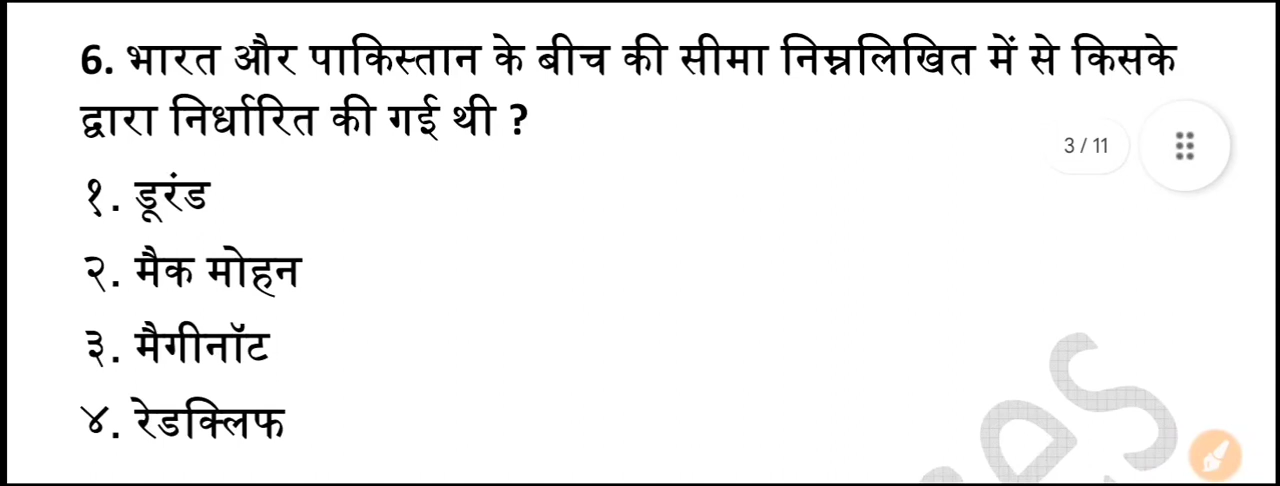 6. भारत और पाकिस्तान के बीच की सीमा निम्नलिखित में से किसके
द्वारा निर्धारित की गई थी ?
3 / 11
१. डूरंड
२. मैक मोहन
३. मैगीनॉट
४. रेडक्लिफ